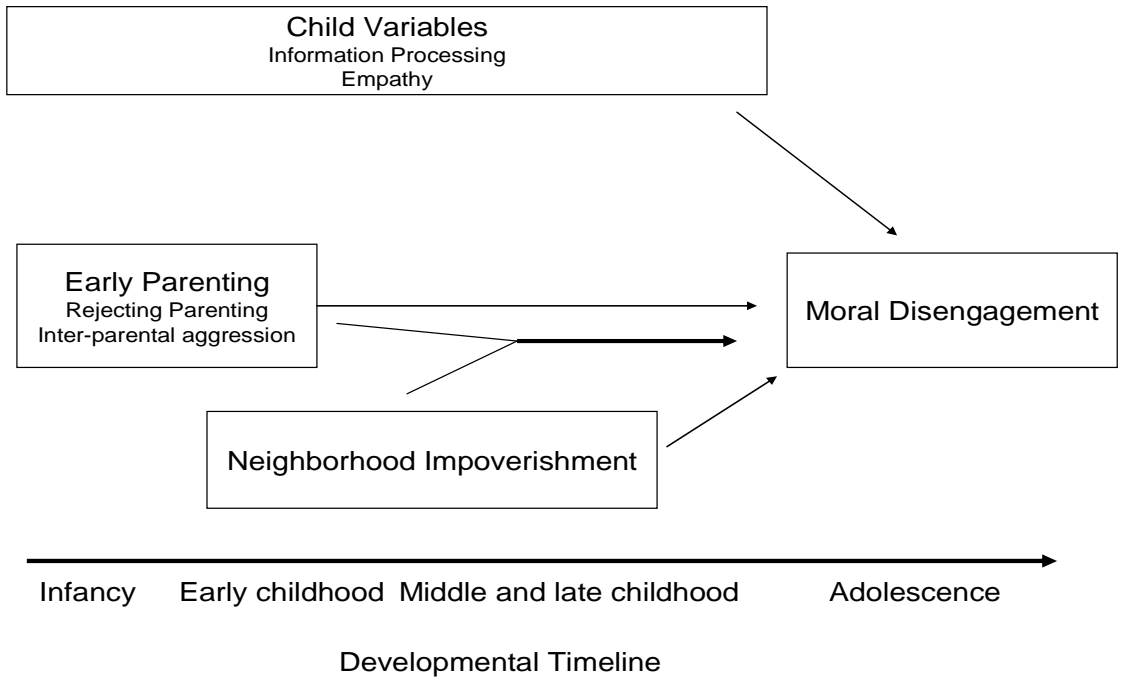 Child Variables
Information Processing
Empathy
Early Parenting
Rejecting Parenting
Inter-parental aggression
Moral Disengagement
Neighborhood Impoverishment
Infancy Early childhood Middle and late childhood Adolescence
Developmental Timeline